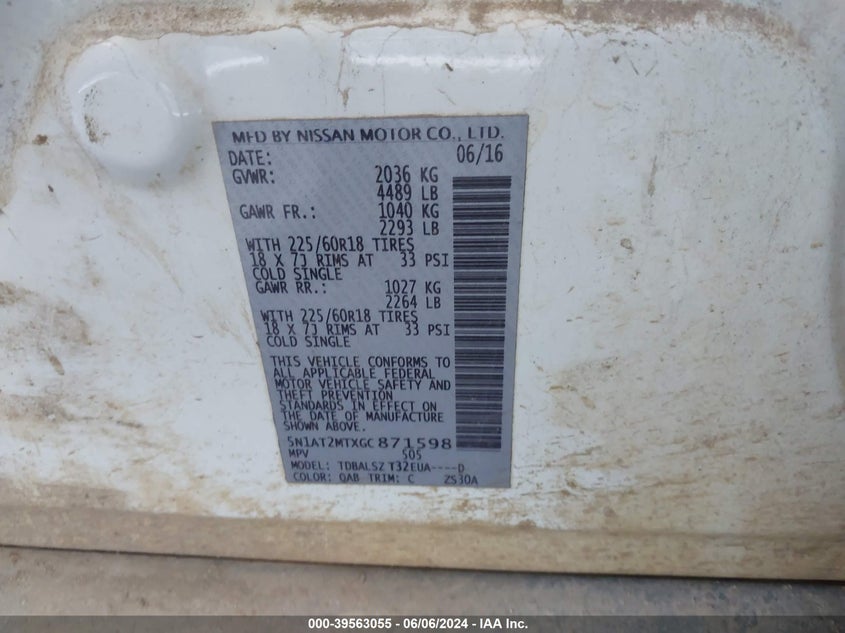 MFD BY NISSAN MOTOR CO., LTD.
DATE: 06/16
GVWR: 2036 KG
4489 LB
GAWR FR.: 1040 KG
2293 LB
WITH 225/60R18 TIRES
18 X 7J RIMS AT 33 PSI
COLD SINGLE
GAWR RR.: 1027 KG
2264 LB
WITH 225/60R18 TIRES
18 X 7J RIMS AT 33 PSI
COLD SINGLE
THIS VEHICLE CONFORMS TO
ALL APPLICABLE FEDERAL
MOTOR VEHICLE SAFETY AND
THEFT PREVENTION
STANDARDS IN EFFECT ON
THE DATE OF MANUFACTURE
SHOWN ABOVE.
5N1AT2MTXGC871598
MPV S05
MODEL: TDBALSZ T32EUA----D
COLOR: QAB TRIM: C ZS30A
000-39563055 - 06/06/2024 - IAA Inc.